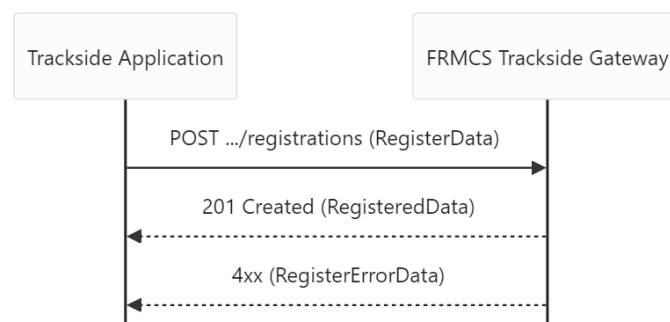 Trackside Application
FRMCS Trackside Gateway
POST .../registrations (RegisterData)
201 Created (RegisteredData)
4xx (RegisterErrorData)